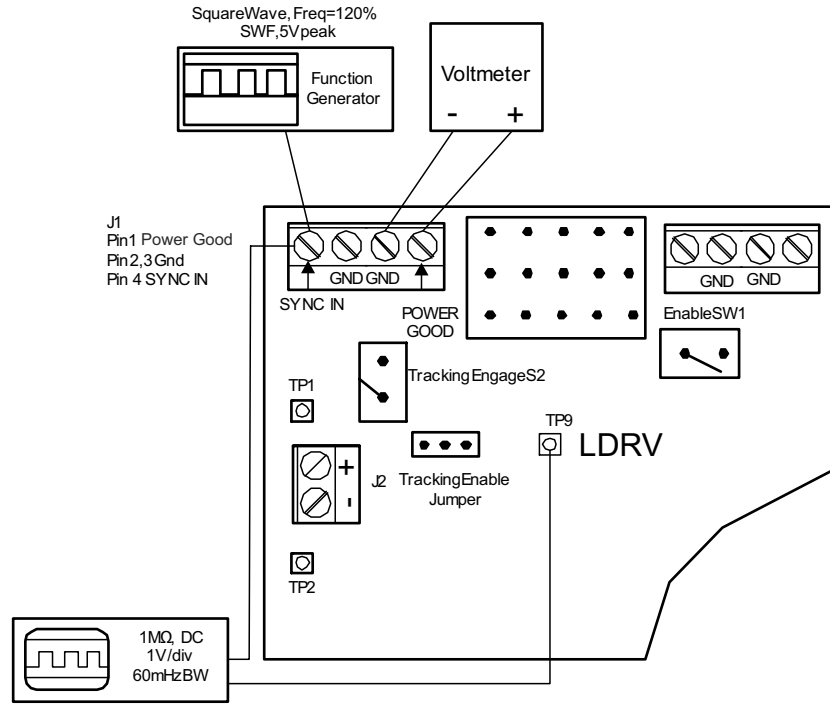 SquareWave, Freq=120%
SWF,5Vpeak
Function
Generator
Voltmeter
- +
J1
Pin1 Power Good
Pin2,3 Gnd
Pin 4 SYNC IN
GND GND
SYNC IN
POWER
GOOD
GND GND
EnableSW1
TrackingEngageS2
TP1
TP9
LDRV
+
-
J2
TrackingEnable
Jumper
TP2
1MΩ, DC
1V/div
60mHzBW